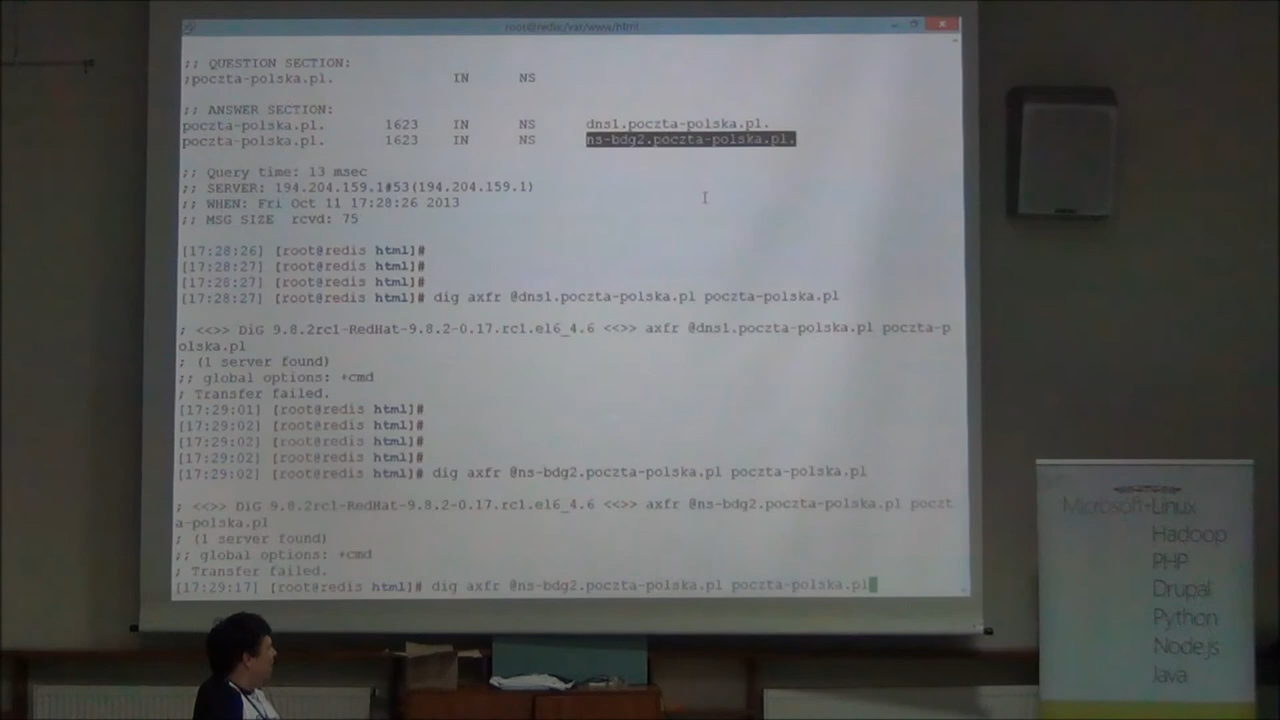 root@redis:/var/www/html
;; QUESTION SECTION:
;poczta-polska.pl. IN NS
;; ANSWER SECTION:
poczta-polska.pl. 1623 IN NS dns1.poczta-polska.pl.
poczta-polska.pl. 1623 IN NS ns-bdg2.poczta-polska.pl.
;; Query time: 13 msec
;; SERVER: 194.204.159.1#53(194.204.159.1)
;; WHEN: Fri Oct 11 17:28:26 2013
;; MSG SIZE rcvd: 75
[17:28:26] [root@redis html]#
[17:28:27] [root@redis html]#
[17:28:27] [root@redis html]#
[17:28:27] [root@redis html]# dig axfr @dns1.poczta-polska.pl poczta-polska.pl
; <<>> DiG 9.8.2rc1-RedHat-9.8.2-0.17.rc1.el6_4.6 <<>> axfr @dns1.poczta-polska.pl poczta-p
olska.pl
; (1 server found)
;; global options: +cmd
; Transfer failed.
[17:29:01] [root@redis html]#
[17:29:02] [root@redis html]#
[17:29:02] [root@redis html]#
[17:29:02] [root@redis html]#
[17:29:02] [root@redis html]# dig axfr @ns-bdg2.poczta-polska.pl poczta-polska.pl
; <<>> DiG 9.8.2rc1-RedHat-9.8.2-0.17.rc1.el6_4.6 <<>> axfr @ns-bdg2.poczta-polska.pl poczt
a-polska.pl
; (1 server found)
;; global options: +cmd
; Transfer failed.
[17:29:17] [root@redis html]# dig axfr @ns-bdg2.poczta-polska.pl poczta-polska.pl
Microsoft+Linux
Hadoop
PHP
Drupal
Python
Node.js
Java